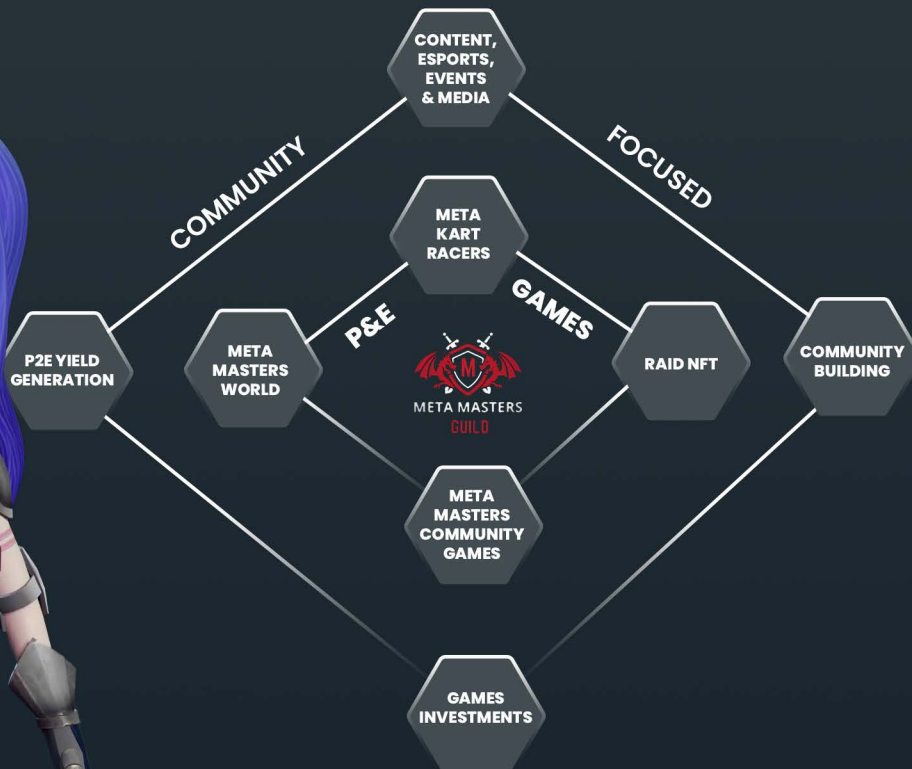 CONTENT,
ESPORTS,
EVENTS
& MEDIA
COMMUNITY
FOCUSED
META
KART
RACERS
P&E
GAMES
P2E YIELD
GENERATION
META
MASTERS
WORLD
M
META MASTERS
GUILD
RAID NFT
COMMUNITY
BUILDING
META
MASTERS
COMMUNITY
GAMES
GAMES
INVESTMENTS